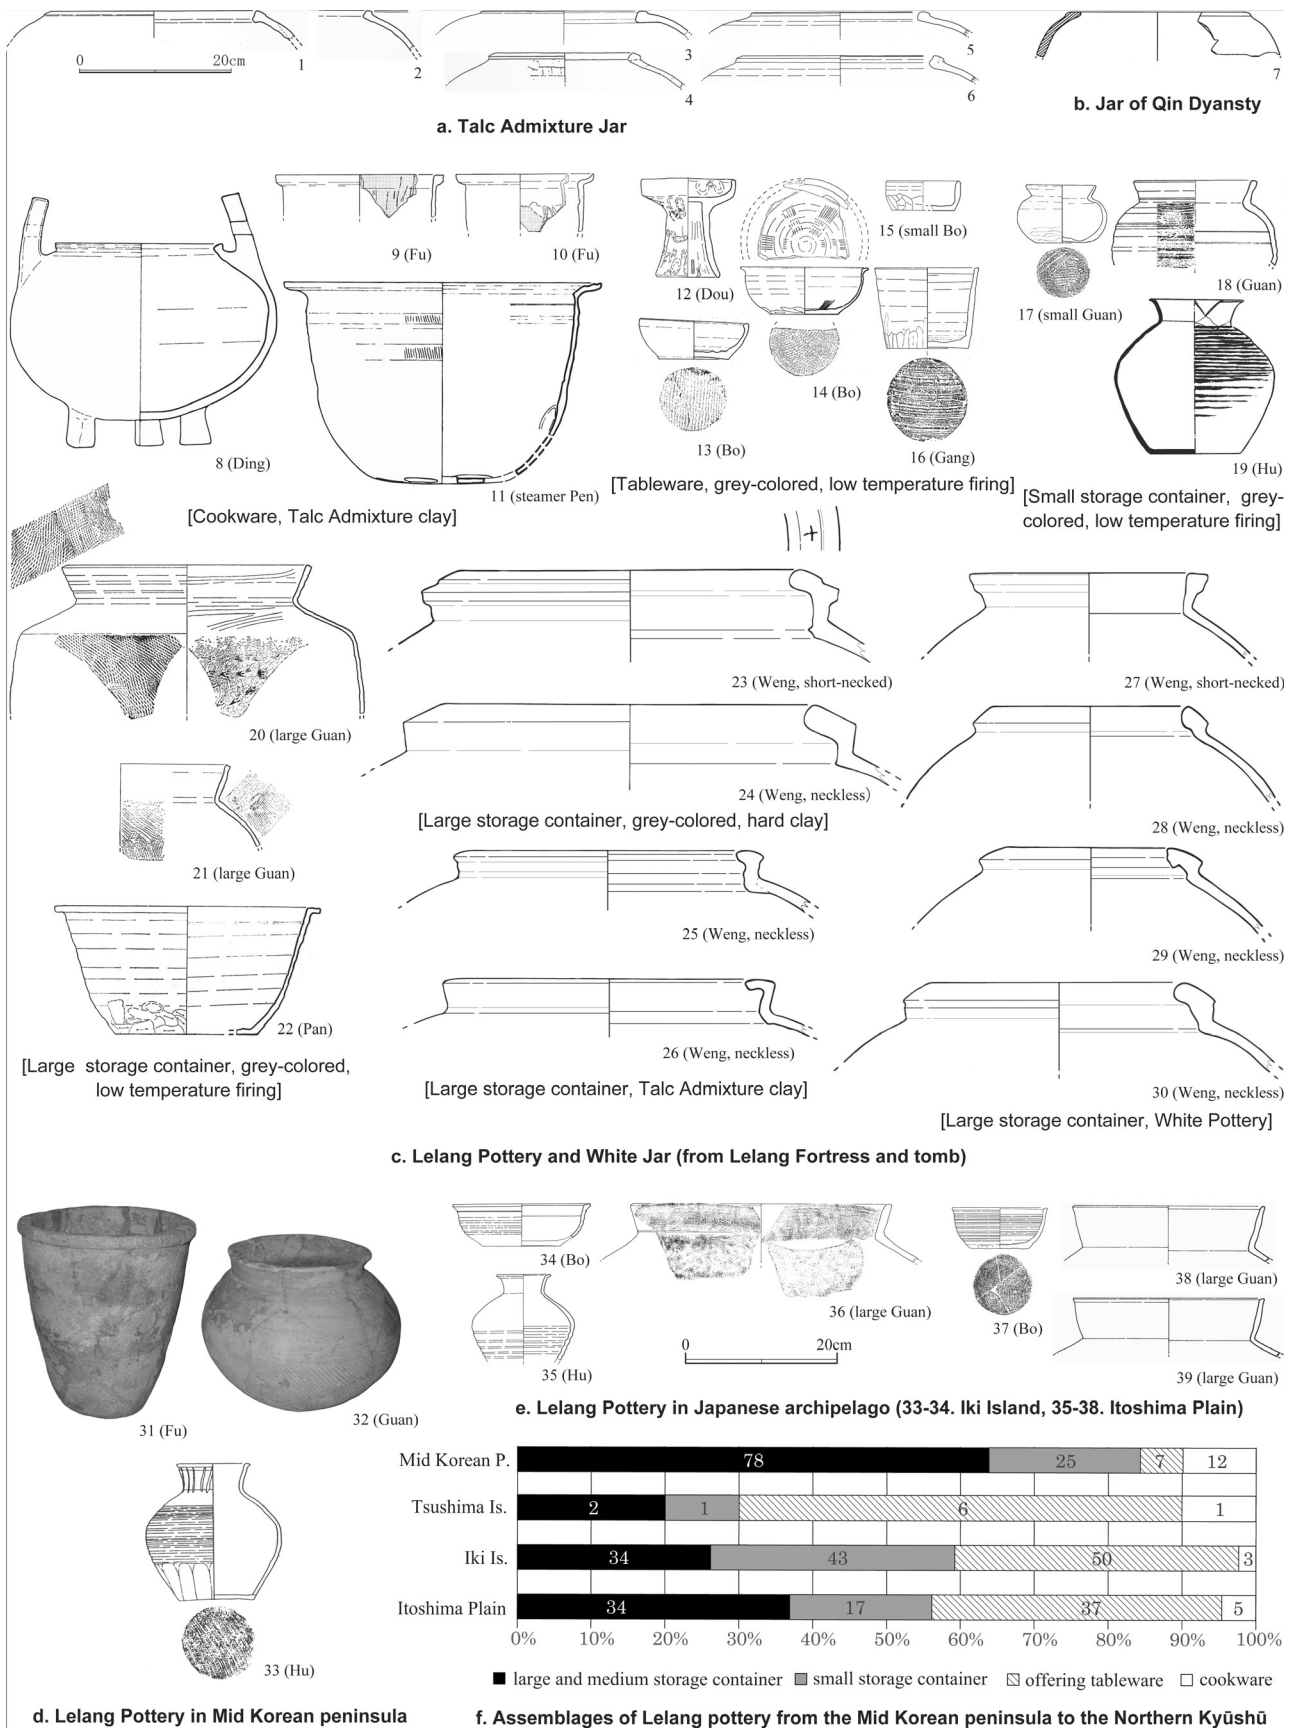 0 20cm
1
2
3
4
5
6
7
a. Talc Admixture Jar
b. Jar of Qin Dyansty
8 (Ding)
9 (Fu)
10 (Fu)
11 (steamer Pen)
[Cookware, Talc Admixture clay]
12 (Dou)
13 (Bo)
14 (Bo)
15 (small Bo)
16 (Gang)
[Tableware, grey-colored, low temperature firing]
17 (small Guan)
18 (Guan)
19 (Hu)
[Small storage container, grey-
colored, low temperature firing]
20 (large Guan)
21 (large Guan)
22 (Pan)
[Large storage container, grey-colored,
low temperature firing]
23 (Weng, short-necked)
24 (Weng, neckless)
[Large storage container, grey-colored, hard clay]
25 (Weng, neckless)
26 (Weng, neckless)
[Large storage container, Talc Admixture clay]
27 (Weng, short-necked)
28 (Weng, neckless)
29 (Weng, neckless)
30 (Weng, neckless)
[Large storage container, White Pottery]
c. Lelang Pottery and White Jar (from Lelang Fortress and tomb)
31 (Fu)
32 (Guan)
33 (Hu)
d. Lelang Pottery in Mid Korean peninsula
34 (Bo)
35 (Hu)
36 (large Guan)
37 (Bo)
38 (large Guan)
39 (large Guan)
0 20cm
e. Lelang Pottery in Japanese archipelago (33-34. Iki Island, 35-38. Itoshima Plain)
Mid Korean P. 78 25 7 12
Tsushima Is. 2 1 6 1
Iki Is. 34 43 50 3
Itoshima Plain 34 17 37 5
0% 10% 20% 30% 40% 50% 60% 70% 80% 90% 100%
large and medium storage container small storage container offering tableware cookware
f. Assemblages of Lelang pottery from the Mid Korean peninsula to the Northern Kyūshū